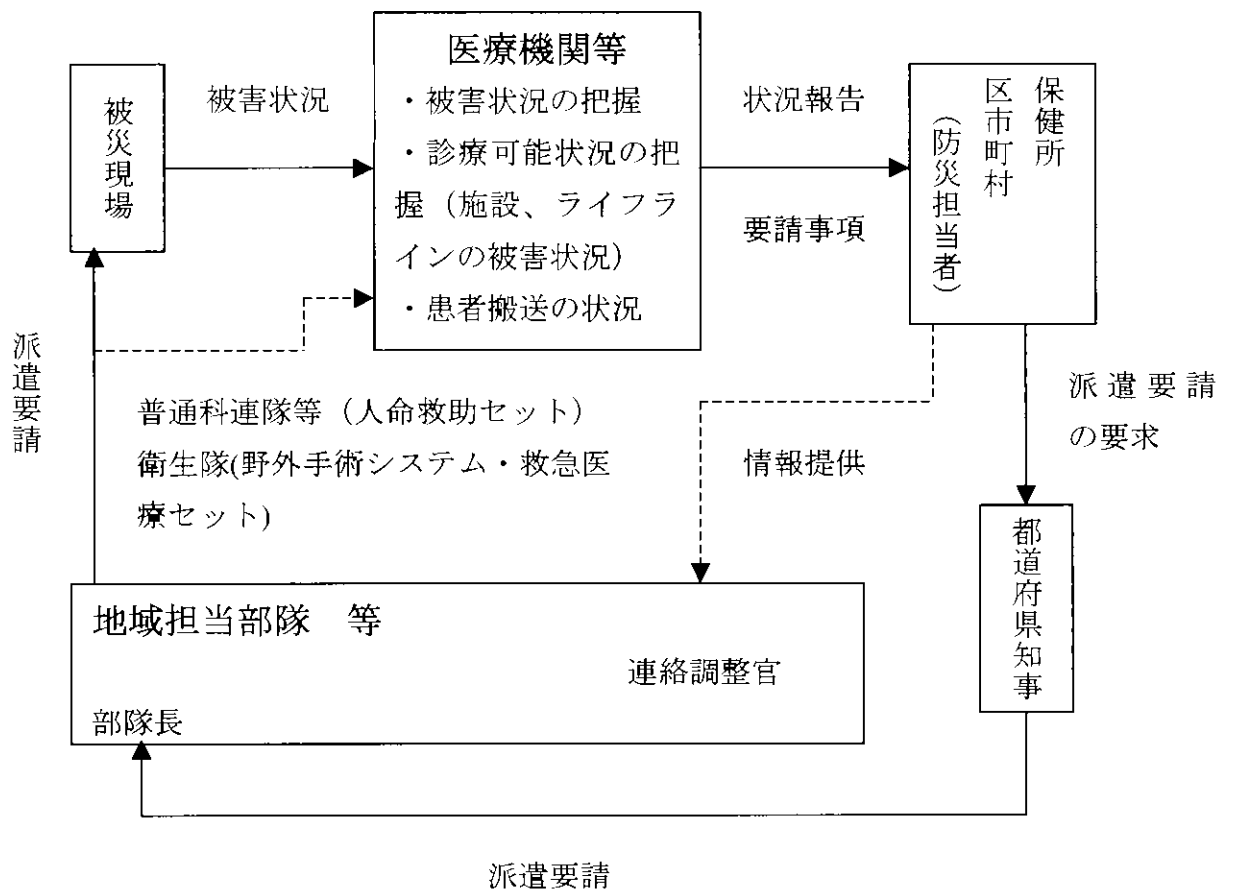 被災現場
被害状況
医療機関等
・被害状況の把握
・診療可能状況の把
握（施設、ライフラ
インの被害状況）
・患者搬送の状況
状況報告
要請事項
保健所
区市町村
（防災担当者）
派遣要請
普通科連隊等（人命救助セット）
衛生隊(野外手術システム・救急医
療セット)
情報提供
派遣要請
の要求
都道府県知事
地域担当部隊　等
連絡調整官
部隊長
派遣要請